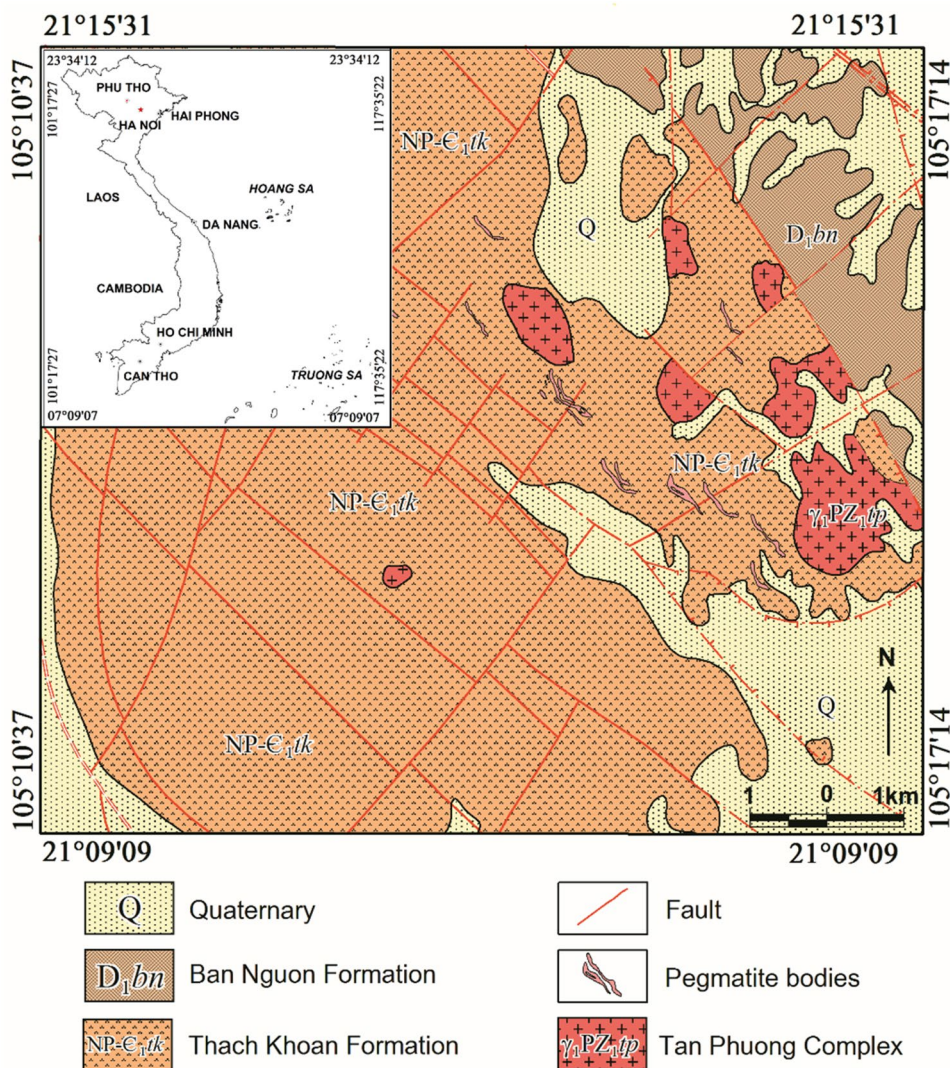 21°15'31 21°15'31
105°10'37
105°17'14
23°34'12 23°34'12
101°17'27
117°35'22
PHU THO
HAI PHONG
HA NOI
LAOS
HOANG SA
DA NANG
CAMBODIA
HO CHI MINH
CAN THO
TRUONG SA
101°17'27
117°35'22
07°09'07 07°09'07
NP-Є₁tk
Q
D₁bn
NP-Є₁tk
NP-Є₁tk
γ₁PZ₁tp
NP-Є₁tk
N
Q
1 0 1km
105°10'37
105°17'14
21°09'09 21°09'09
Q Quaternary
D₁bn Ban Nguon Formation
NP-Є₁tk Thach Khoan Formation
Fault
Pegmatite bodies
γ₁PZ₁tp Tan Phuong Complex